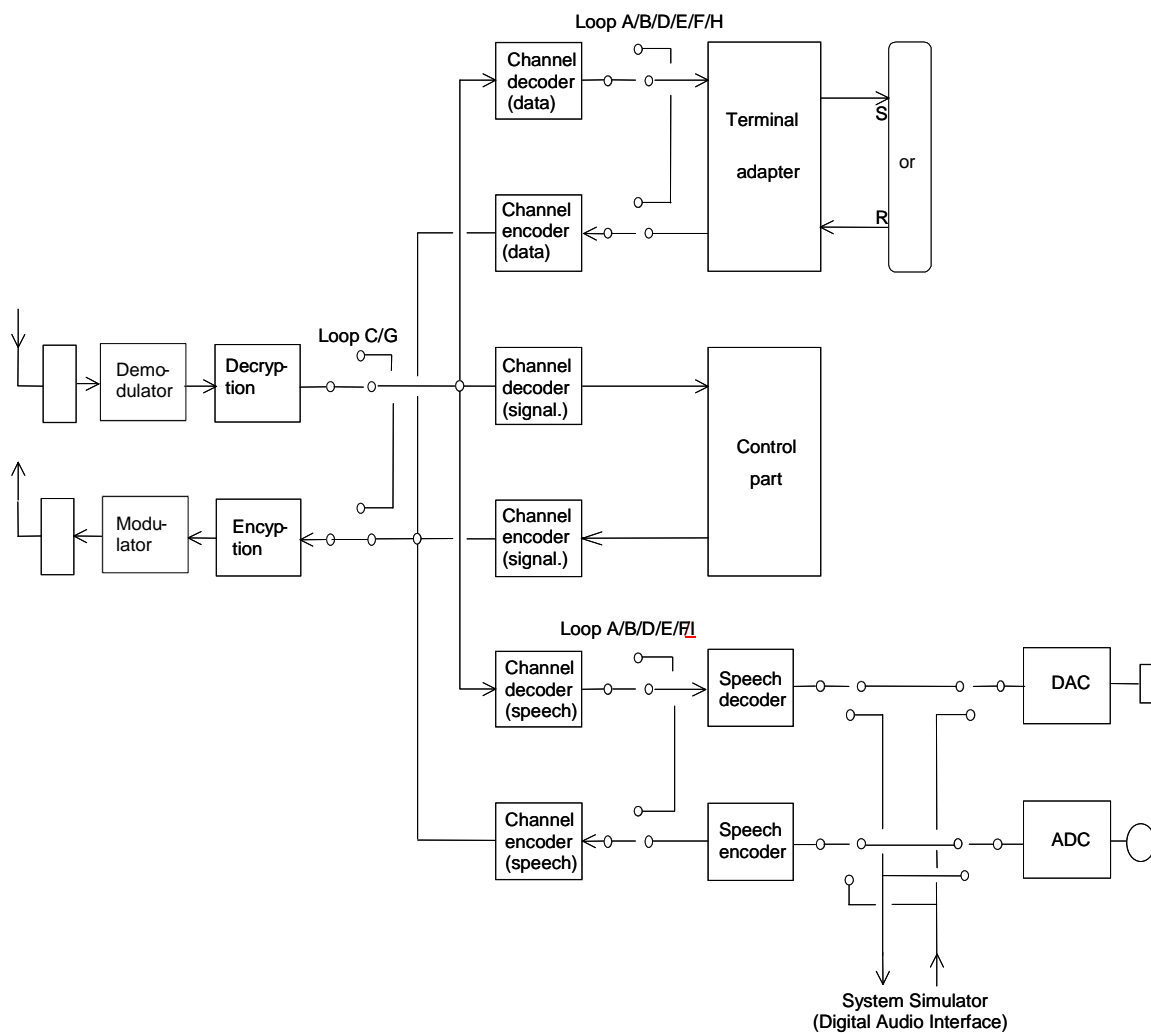 Loop A/B/D/E/F/H
Channel
decoder
(data)
Terminal
adapter
S
or
R
Channel
encoder
(data)
Loop C/G
Demo-
dulator
Decryp-
tion
Channel
decoder
(signal.)
Control
part
Modu-
lator
Encyp-
tion
Channel
encoder
(signal.)
Loop A/B/D/E/F/I
Channel
decoder
(speech)
Speech
decoder
DAC
Channel
encoder
(speech)
Speech
encoder
ADC
System Simulator
(Digital Audio Interface)